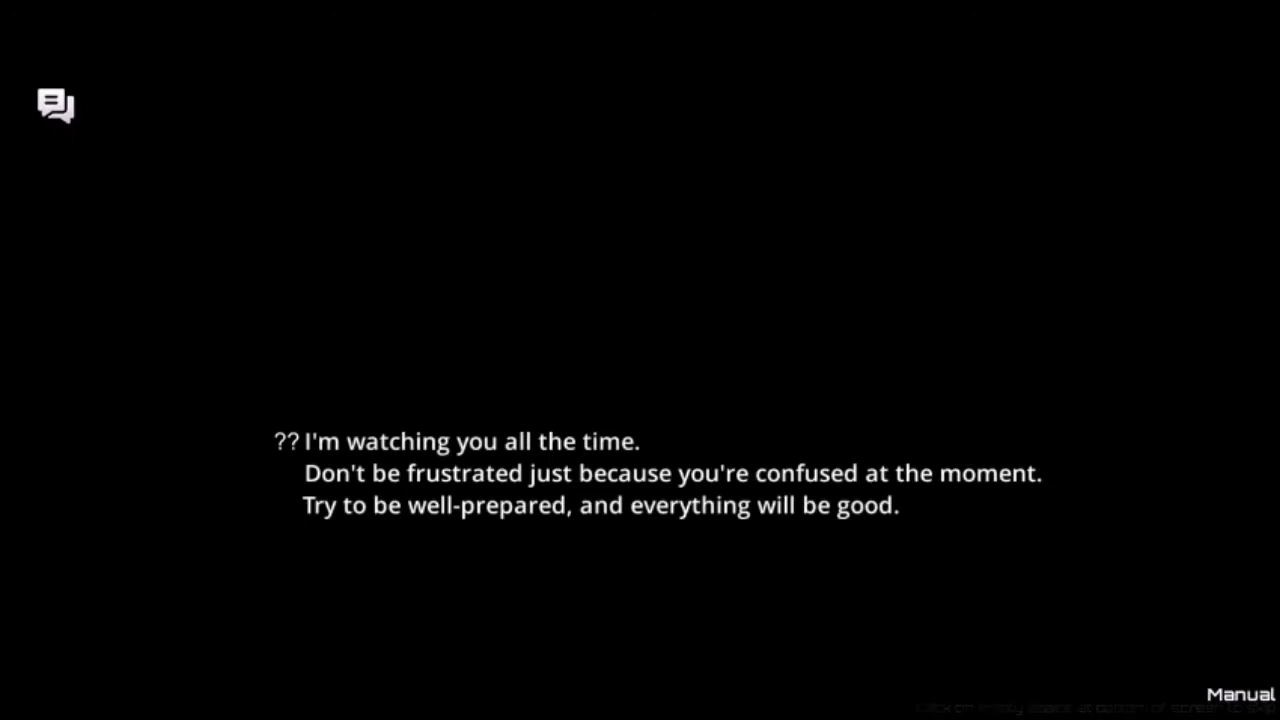 ?? I'm watching you all the time.
Don't be frustrated just because you're confused at the moment.
Try to be well-prepared, and everything will be good.
Manual